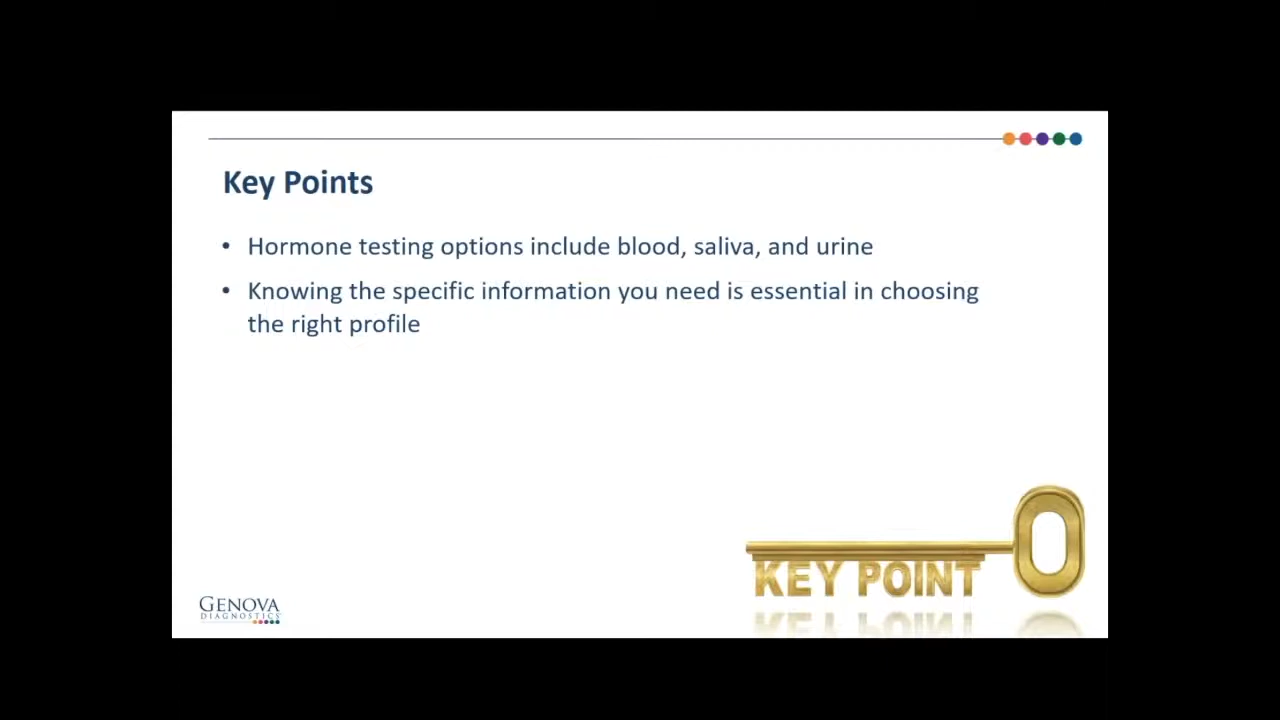 Key Points
• Hormone testing options include blood, saliva, and urine
• Knowing the specific information you need is essential in choosing
the right profile
KEY POINT
GENOVA
DIAGNOSTICS